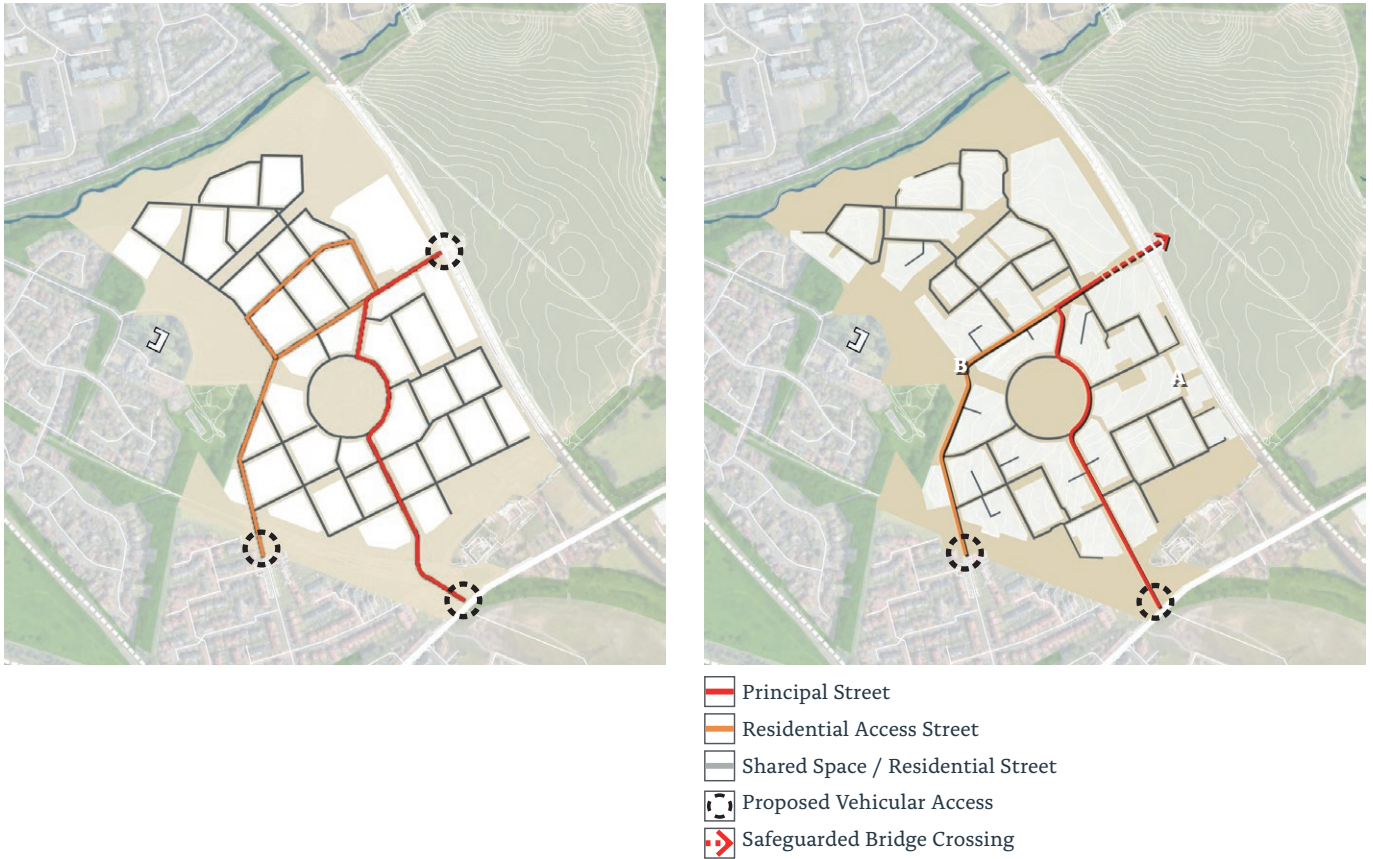 A
B
Principal Street
Residential Access Street
Shared Space / Residential Street
Proposed Vehicular Access
Safeguarded Bridge Crossing